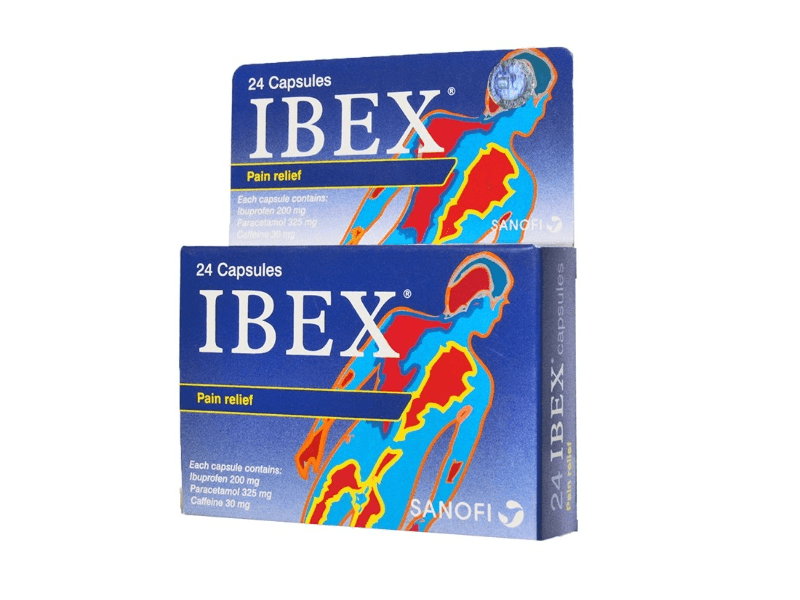 24 Capsules
IBEX®
Pain relief
Each capsule contains:
Ibuprofen 200 mg
Paracetamol 325 mg
Caffeine 30 mg
SANOFI
24 Capsules
IBEX®
Pain relief
Each capsule contains:
Ibuprofen 200 mg
Paracetamol 325 mg
Caffeine 30 mg
SANOFI
24 IBEX® capsules
Pain relief